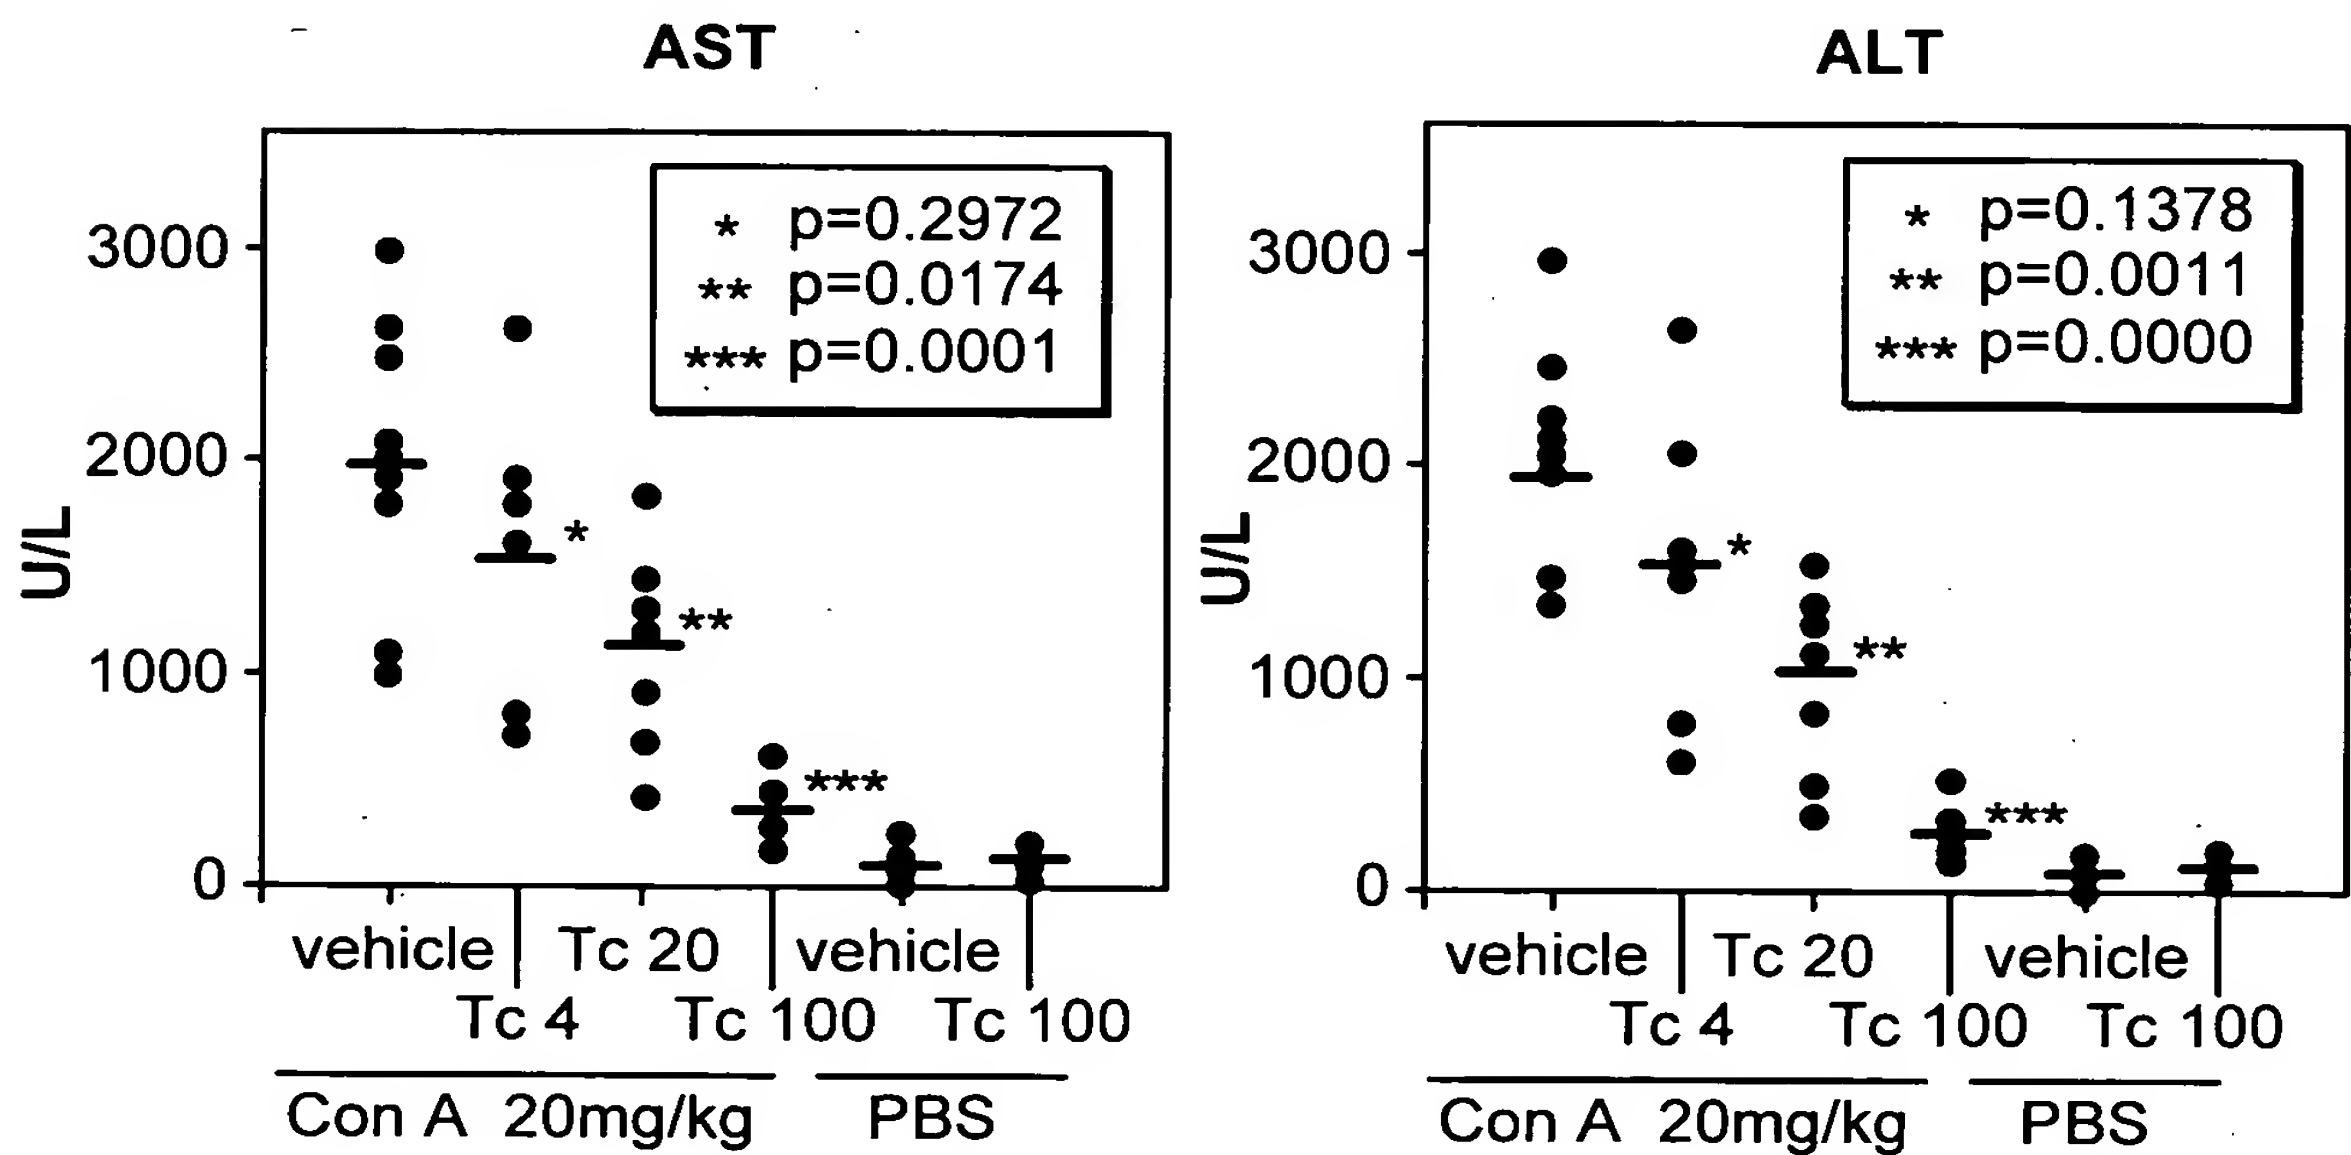 AST
* p=0.2972
** p=0.0174
*** p=0.0001
3000
2000
1000
0
U/L
*
**
***
vehicle Tc 20 vehicle
Tc 4 Tc 100 Tc 100
Con A 20mg/kg PBS
ALT
* p=0.1378
** p=0.0011
*** p=0.0000
3000
2000
1000
0
U/L
*
**
***
vehicle Tc 20 vehicle
Tc 4 Tc 100 Tc 100
Con A 20mg/kg PBS